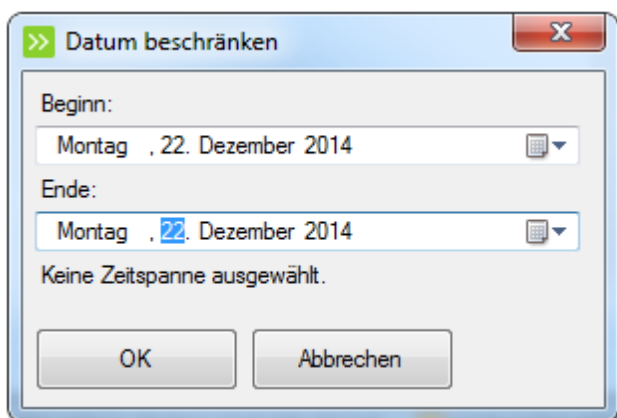 Datum beschränken
Beginn:
Montag , 22. Dezember 2014
Ende:
Montag , 22. Dezember 2014
Keine Zeitspanne ausgewählt.
OK Abbrechen